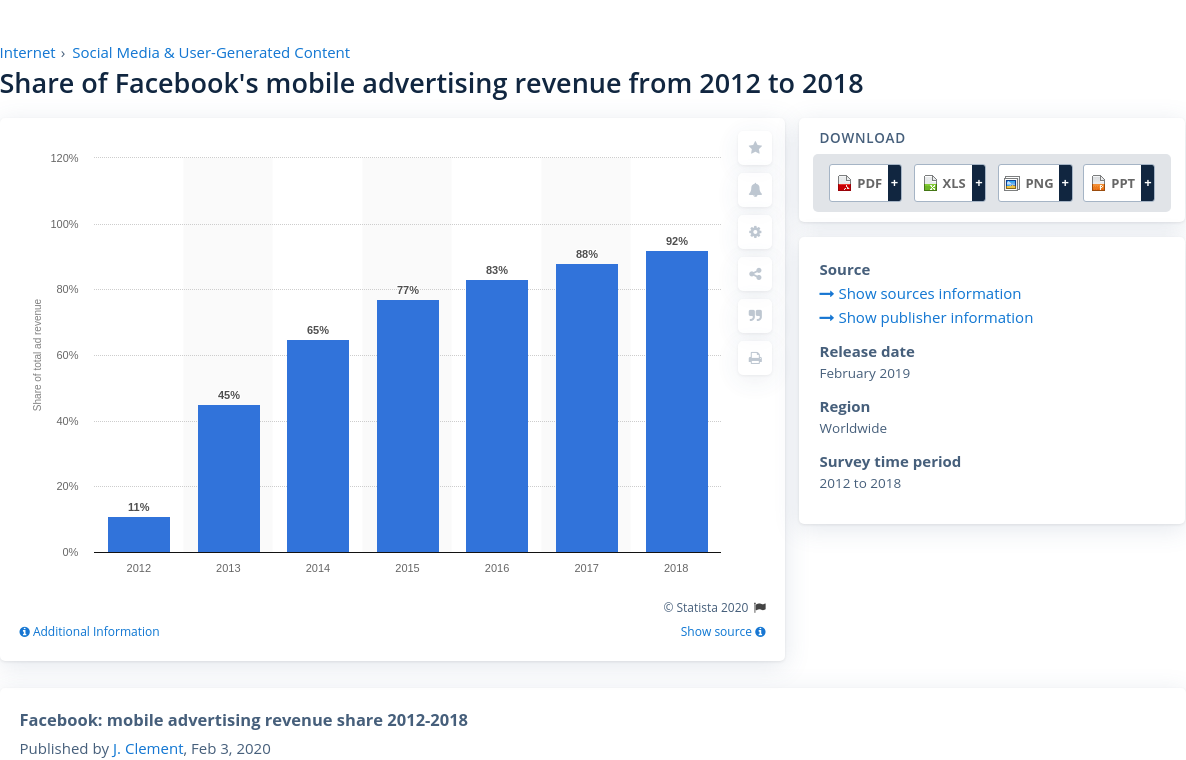 Internet › Social Media & User-Generated Content
Share of Facebook's mobile advertising revenue from 2012 to 2018
120%
100%
80%
60%
40%
20%
0%
Share of total ad revenue
11%
45%
65%
77%
83%
88%
92%
2012
2013
2014
2015
2016
2017
2018
© Statista 2020
Additional Information
Show source
DOWNLOAD
PDF + XLS + PNG + PPT +
Source
Show sources information
Show publisher information
Release date
February 2019
Region
Worldwide
Survey time period
2012 to 2018
Facebook: mobile advertising revenue share 2012-2018
Published by J. Clement, Feb 3, 2020